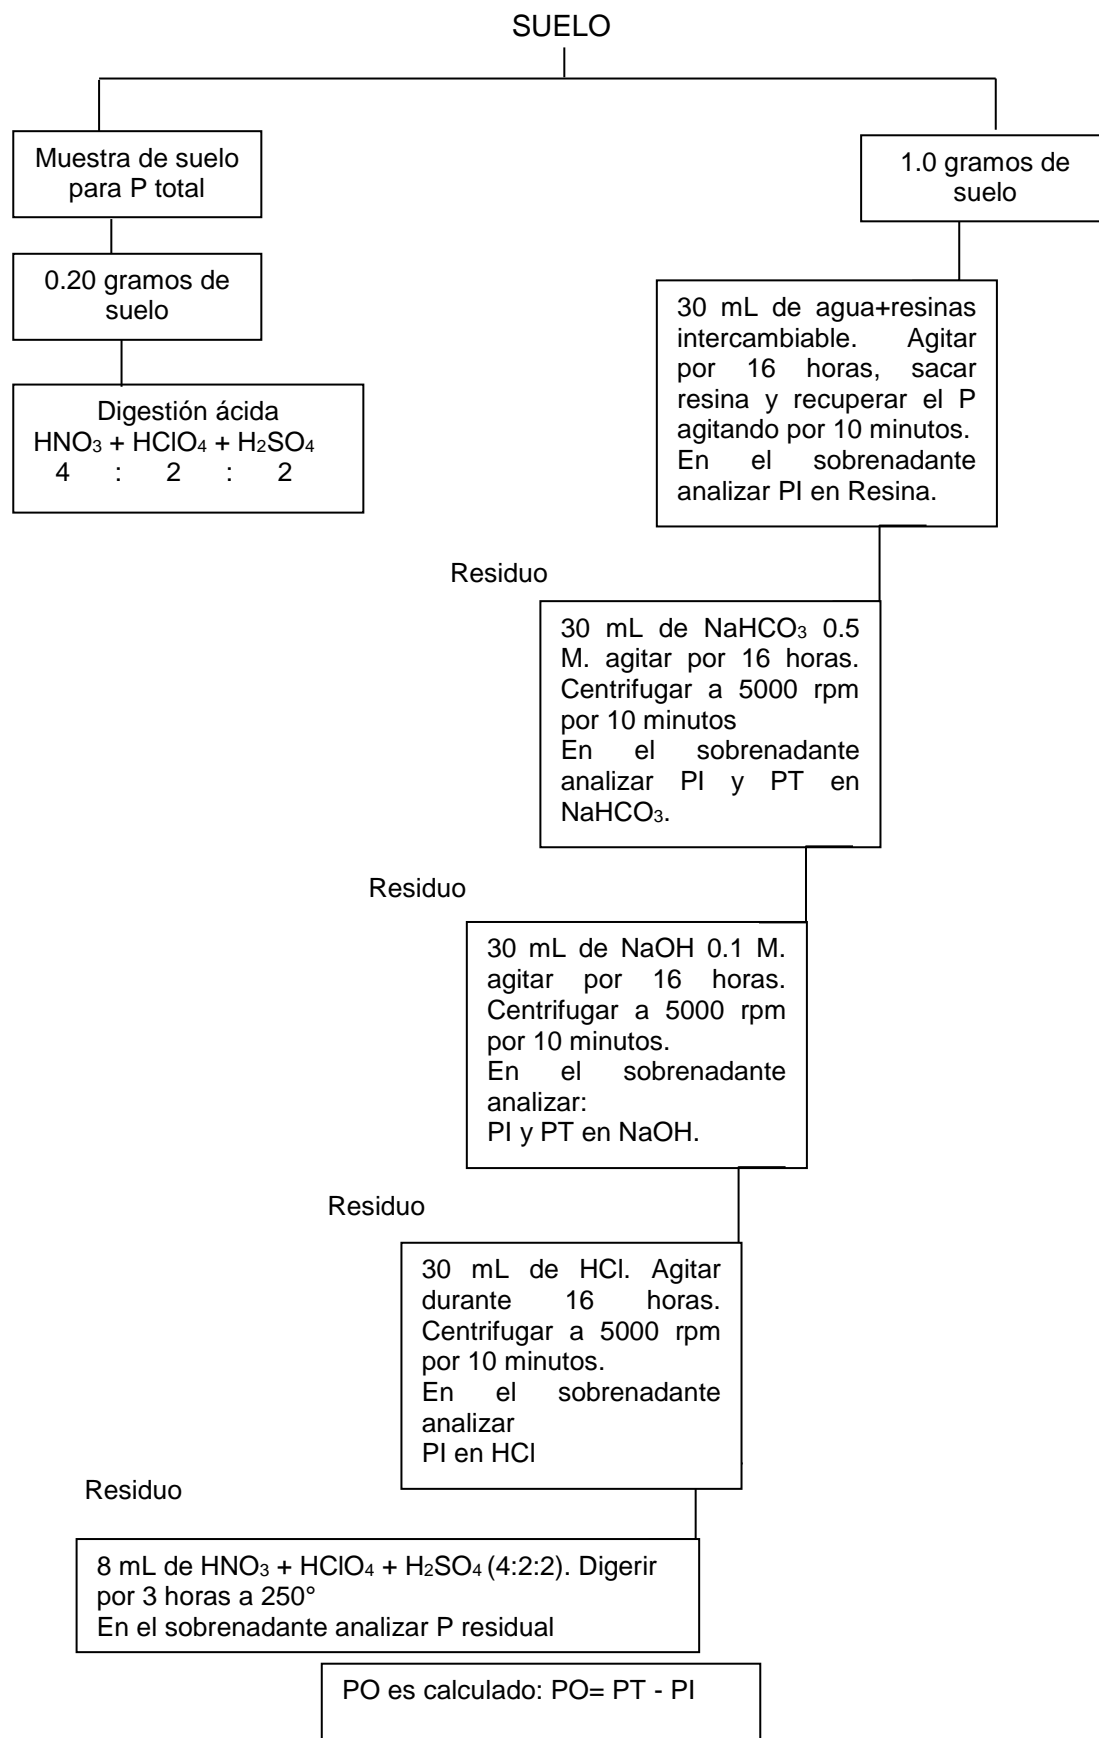 SUELO
Muestra de suelo
para P total
0.20 gramos de
suelo
Digestión ácida
HNO₃ + HClO₄ + H₂SO₄
4 : 2 : 2
1.0 gramos de
suelo
30 mL de agua+resinas
intercambiable. Agitar
por 16 horas, sacar
resina y recuperar el P
agitando por 10 minutos.
En el sobrenadante
analizar PI en Resina.
Residuo
30 mL de NaHCO₃ 0.5
M. agitar por 16 horas.
Centrifugar a 5000 rpm
por 10 minutos
En el sobrenadante
analizar PI y PT en
NaHCO₃.
Residuo
30 mL de NaOH 0.1 M.
agitar por 16 horas.
Centrifugar a 5000 rpm
por 10 minutos.
En el sobrenadante
analizar:
PI y PT en NaOH.
Residuo
30 mL de HCl. Agitar
durante 16 horas.
Centrifugar a 5000 rpm
por 10 minutos.
En el sobrenadante
analizar
PI en HCl
Residuo
8 mL de HNO₃ + HClO₄ + H₂SO₄ (4:2:2). Digerir
por 3 horas a 250°
En el sobrenadante analizar P residual
PO es calculado: PO= PT - PI